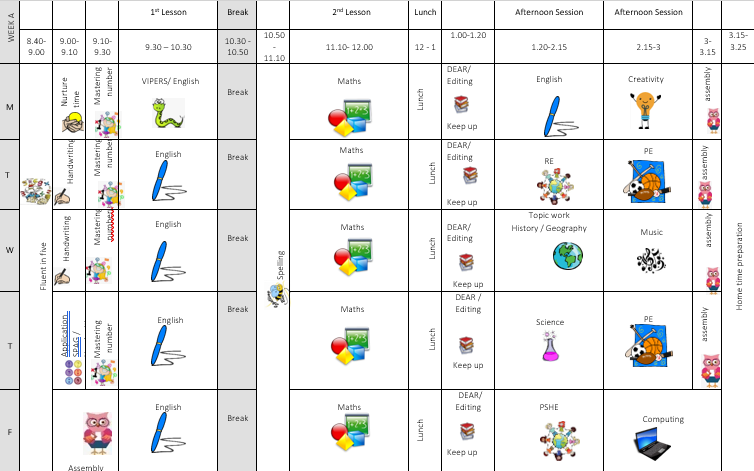 WEEK A
1st Lesson
Break
2nd Lesson
Lunch
Afternoon Session
Afternoon Session
8.40-
9.00
9.00-
9.10
9.10-
9.30
9.30 – 10.30
10.30 -
10.50
10.50
-
11.10
11.10- 12.00
12 - 1
1.00-1.20
1.20-2.15
2.15-3
3-
3.15
3.15-
3.25
M
Nurture
time
Mastering
number
VIPERS/ English
Break
Maths
Lunch
DEAR/
Editing
Keep up
English
Creativity
assembly
T
Handwriting
Mastering
number
English
Break
Maths
Lunch
DEAR/
Editing
Keep up
RE
PE
assembly
W
Fluent in five
Handwriting
Mastering
number
English
Break
Spelling
Maths
Lunch
DEAR/
Editing
Keep up
Topic work
History / Geography
Music
assembly
Home time preparation
T
Application
SPAG /
Mastering
number
English
Break
Maths
Lunch
DEAR /
Editing
Keep up
Science
PE
assembly
F
Assembly
English
Break
Maths
Lunch
DEAR/
Editing
Keep up
PSHE
Computing